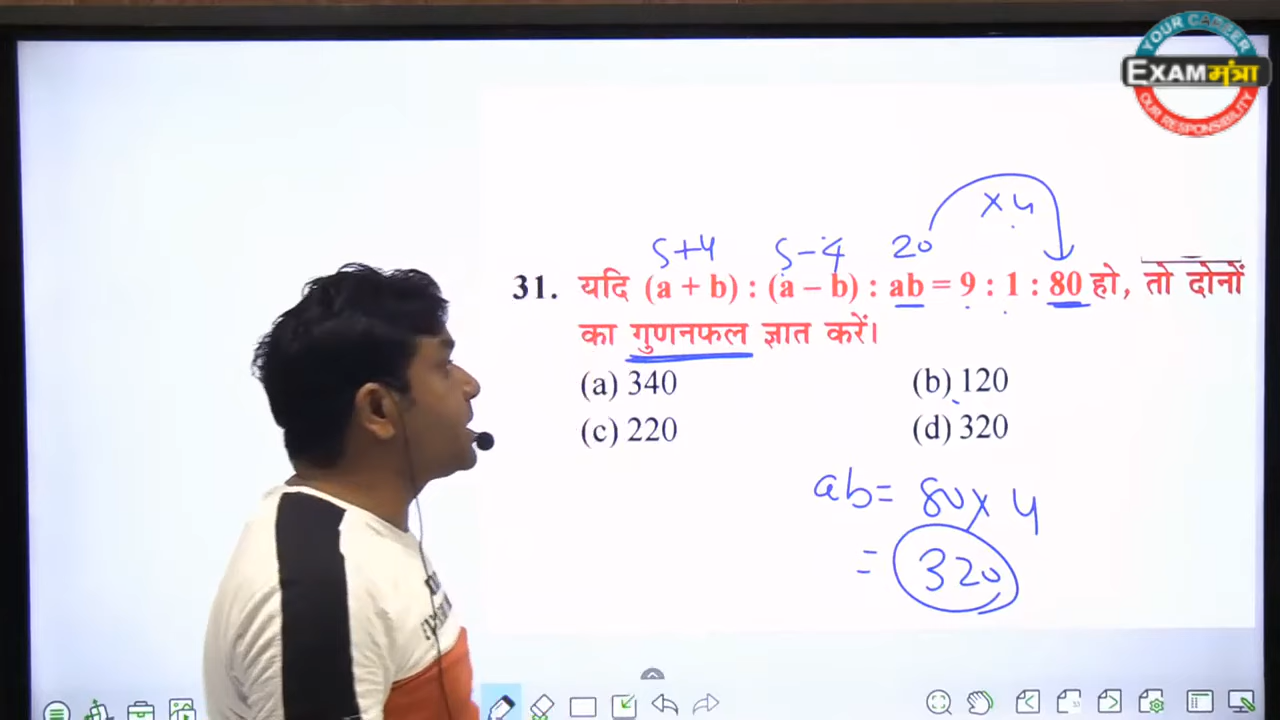 YOUR CAREER
EXAMमंत्रा
OUR RESPONSIBILITY
×4
5+4 5-4 20
31. यदि (a + b) : (a – b) : ab = 9 : 1 : 80 हो, तो दोनों
का गुणनफल ज्ञात करें।
(a) 340 (b) 120
(c) 220 (d) 320
ab = 80 × 4
= 320